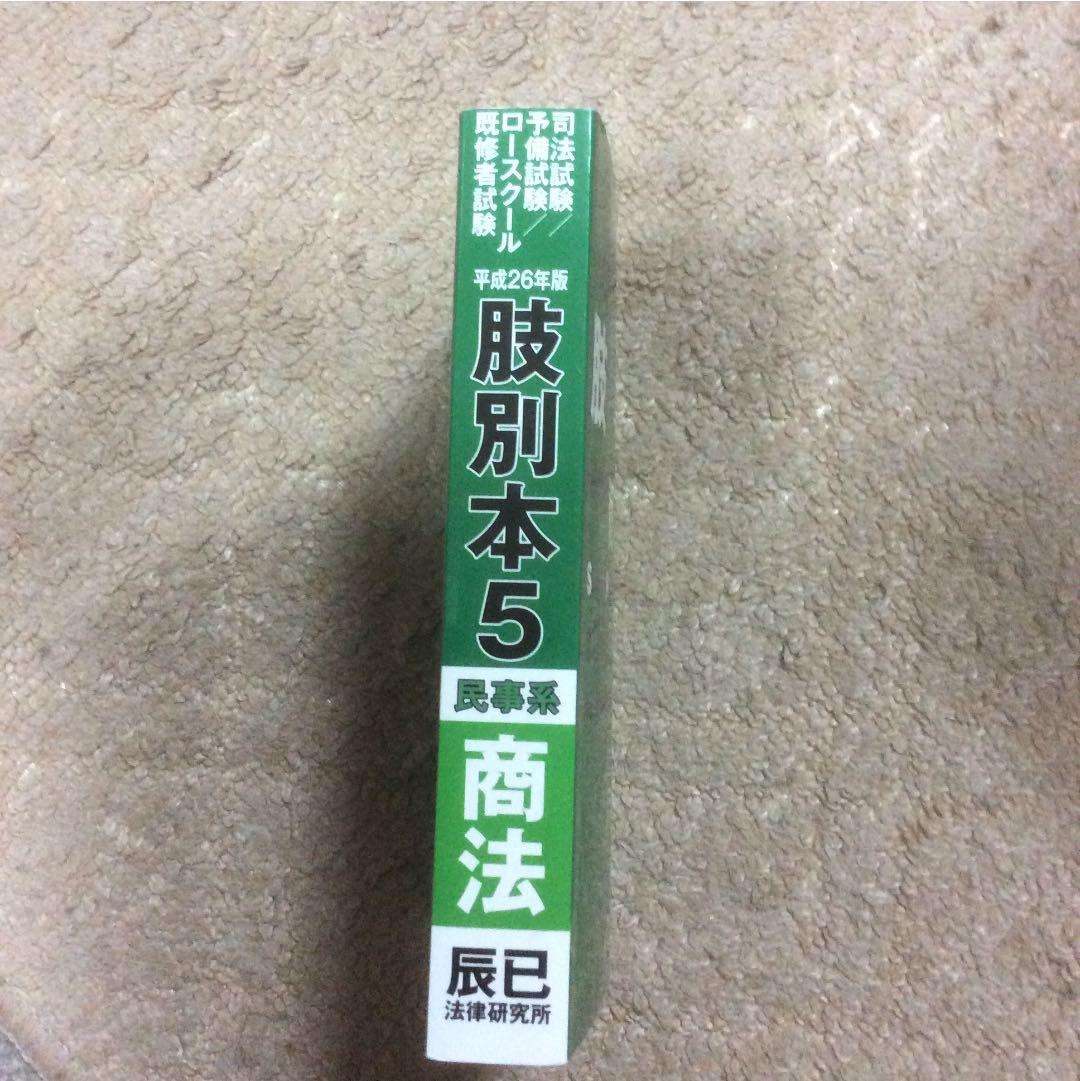 司法試験／
予備試験／
ロースクール
既修者試験
平成26年版
肢別本5
民事系
商法
辰已
法律研究所